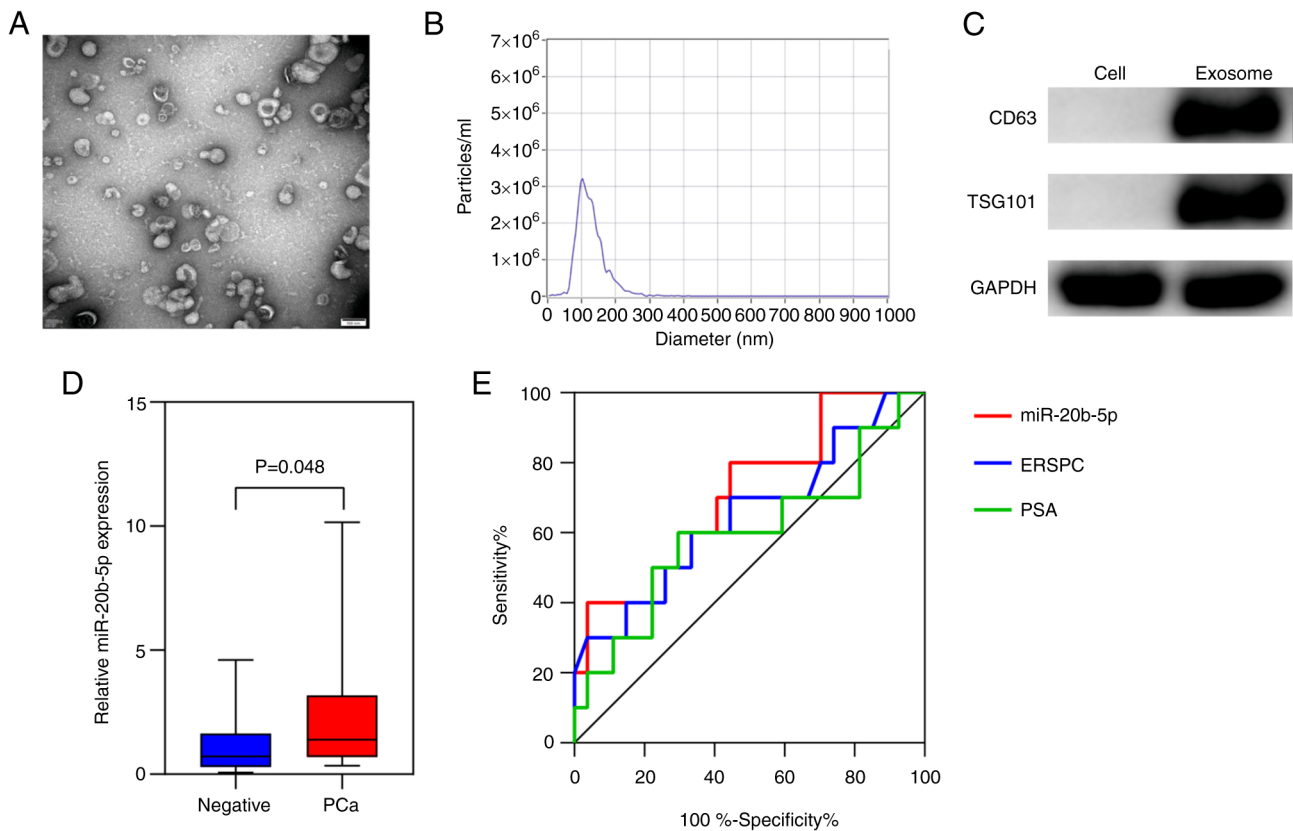 A
B
7×10⁶
6×10⁶
5×10⁶
4×10⁶
3×10⁶
2×10⁶
1×10⁶
0
Particles/ml
0 100 200 300 400 500 600 700 800 900 1000
Diameter (nm)
C
Cell Exosome
CD63
TSG101
GAPDH
D
15
10
5
0
Relative miR-20b-5p expression
P=0.048
Negative PCa
E
100
80
60
40
20
0
Sensitivity%
0 20 40 60 80 100
100 %-Specificity%
miR-20b-5p
ERSPC
PSA